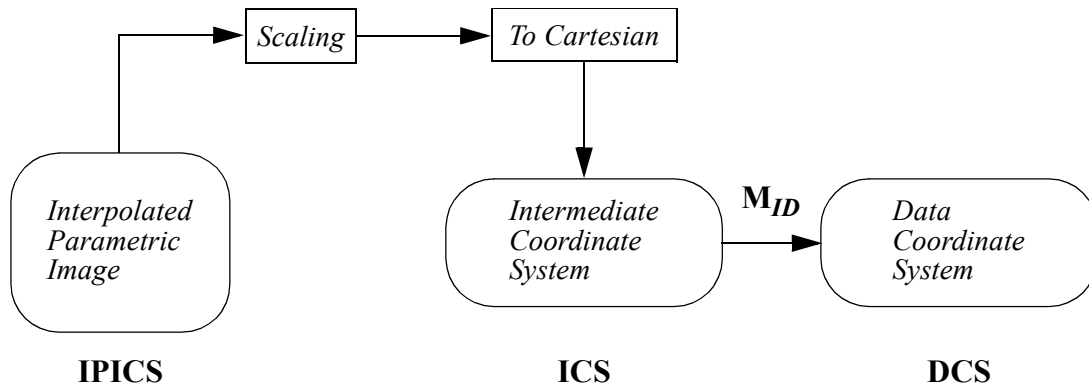 Scaling
To Cartesian
Interpolated
Parametric
Image
Intermediate
Coordinate
System
M_ID
Data
Coordinate
System
IPICS
ICS
DCS